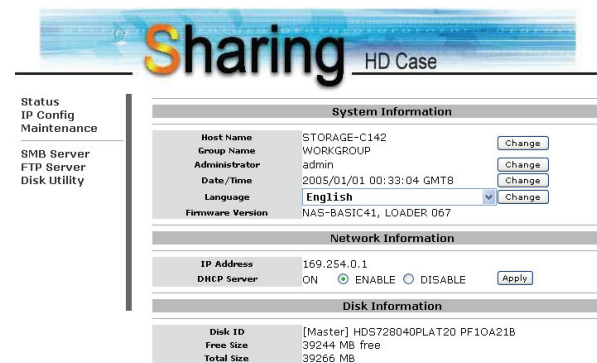 Sharing HD Case
Status
IP Config
Maintenance
SMB Server
FTP Server
Disk Utility
System Information
Host Name STORAGE-C142 Change
Group Name WORKGROUP
Administrator admin Change
Date/Time 2005/01/01 00:33:04 GMT8 Change
Language English Change
Firmware Version NAS-BASIC41, LOADER 067
Network Information
IP Address 169.254.0.1
DHCP Server ON ENABLE DISABLE Apply
Disk Information
Disk ID [Master] HDS728040PLAT20 PF1OA21B
Free Size 39244 MB free
Total Size 39266 MB